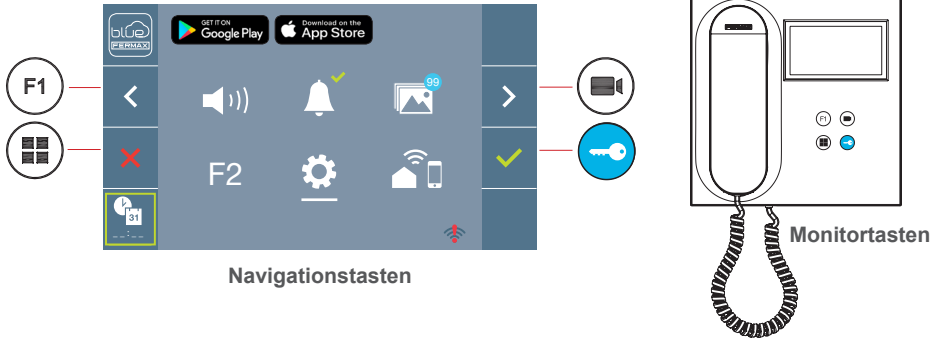 blue
FERMAX
GET IT ON
Google Play
Download on the
App Store
F1
99
F2
31
--:--
Navigationstasten
FERMAX
F1
Monitortasten